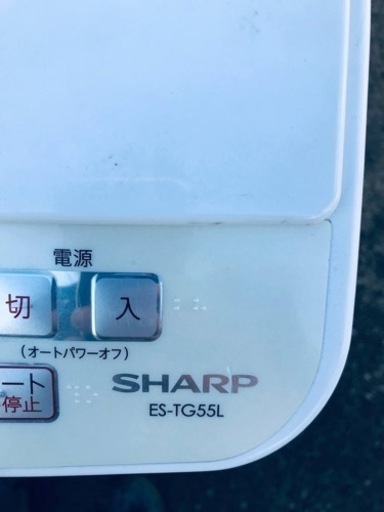 電源
切 入
(オートパワーオフ)
ート
停止
SHARP
ES-TG55L